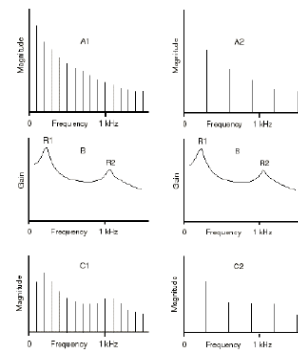 A1
Magnitude
0 Frequency 1 kHz
A2
Magnitude
0 Frequency 1 kHz
R1
B
R2
Gain
0 Frequency 1 kHz
R1
B
R2
Gain
0 Frequency 1 kHz
C1
Magnitude
0 Frequency 1 kHz
C2
Magnitude
0 Frequency 1 kHz